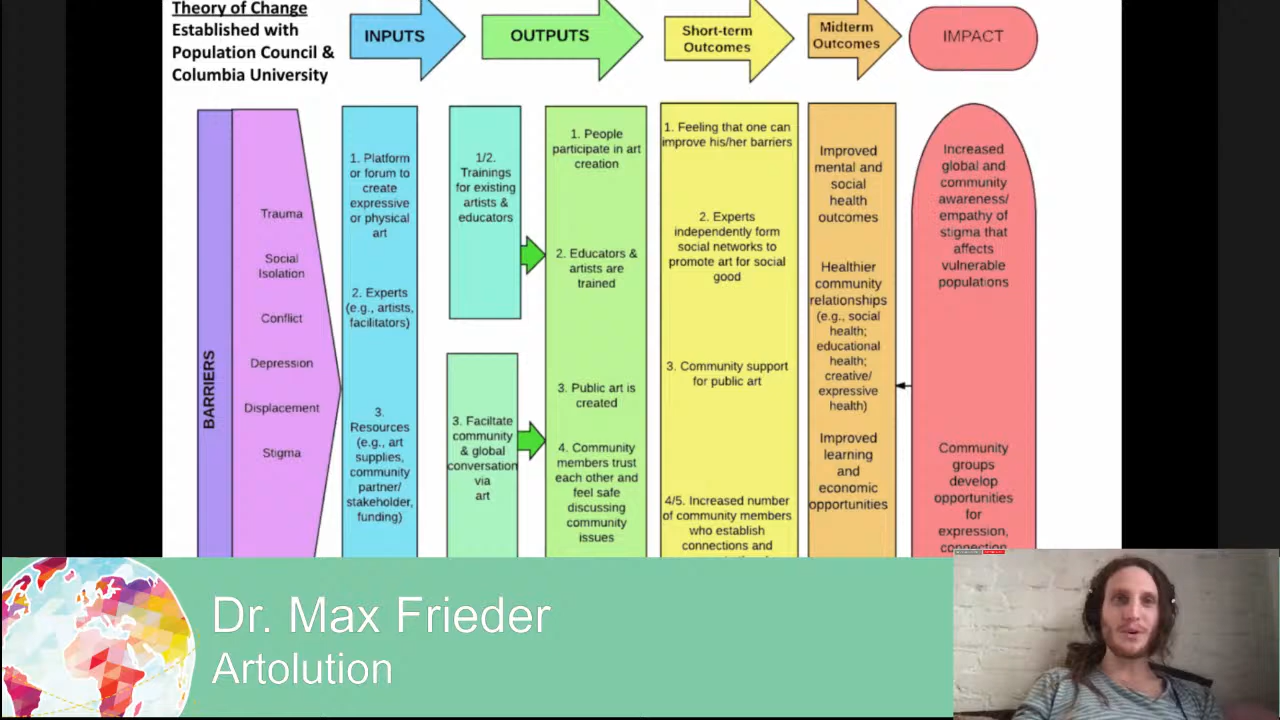 Theory of Change
Established with
Population Council &
Columbia University
INPUTS
OUTPUTS
Short-term
Outcomes
Midterm
Outcomes
IMPACT
BARRIERS
Trauma
Social
Isolation
Conflict
Depression
Displacement
Stigma
1. Platform
or forum to
create
expressive
or physical
art
2. Experts
(e.g., artists,
facilitators)
3.
Resources
(e.g., art
supplies,
community
partner/
stakeholder,
funding)
1/2.
Trainings
for existing
artists &
educators
3. Faciltate
community
& global
conversation
via
art
1. People
participate in art
creation
2. Educators &
artists are
trained
3. Public art is
created
4. Community
members trust
each other and
feel safe
discussing
community
issues
1. Feeling that one can
improve his/her barriers
2. Experts
independently form
social networks to
promote art for social
good
3. Community support
for public art
4/5. Increased number
of community members
who establish
connections and
Improved
mental and
social
health
outcomes
Healthier
community
relationships
(e.g., social
health;
educational
health;
creative/
expressive
health)
Improved
learning
and
economic
opportunities
Increased
global and
community
awareness/
empathy of
stigma that
affects
vulnerable
populations
Community
groups
develop
opportunities
for
expression,
connection
Dr. Max Frieder
Artolution